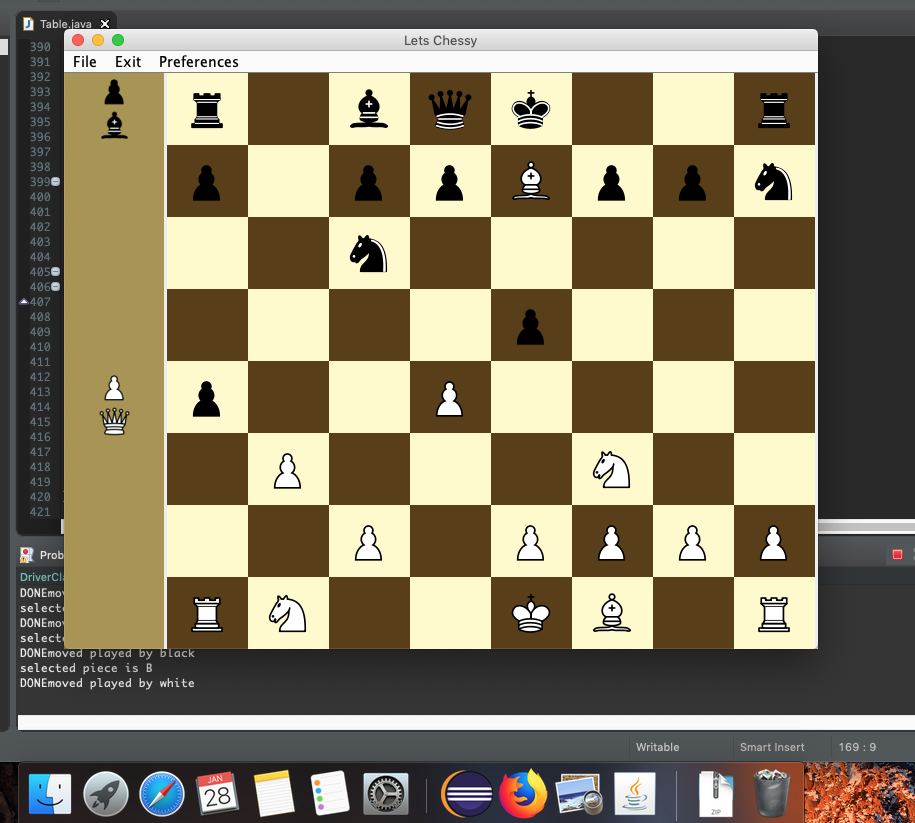 Table.java
Lets Chessy
File Exit Preferences
390
391
392
393
394
395
396
397
398
399
400
401
402
403
404
405
406
407
408
409
410
411
412
413
414
415
416
417
418
419
420
421
Prob
DriverCla
DONEmov
selecte
DONEmov
selecte
DONEmoved played by black
selected piece is B
DONEmoved played by white
Writable Smart Insert 169 : 9
JAN
28
ZIP